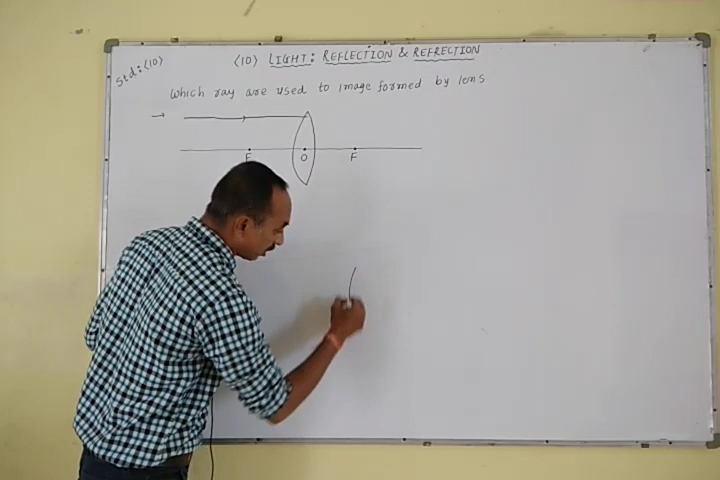 Std:(10)
(10) LIGHT: REFLECTION & REFRECTION
Which ray are used to image formed by lens
F O F